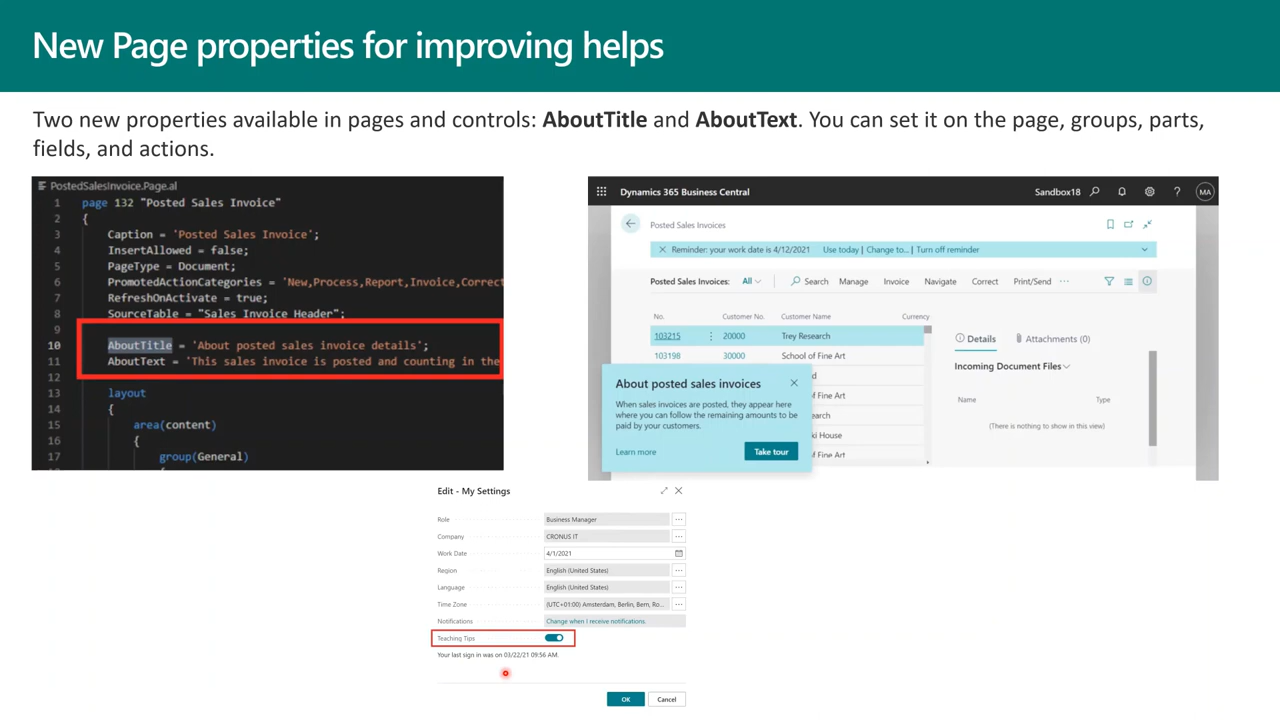 New Page properties for improving helps
Two new properties available in pages and controls: AboutTitle and AboutText. You can set it on the page, groups, parts,
fields, and actions.
PostedSalesInvoice.Page.al
1 page 132 "Posted Sales Invoice"
2 {
3 Caption = 'Posted Sales Invoice';
4 InsertAllowed = false;
5 PageType = Document;
6 PromotedActionCategories = 'New,Process,Report,Invoice,Correct
7 RefreshOnActivate = true;
8 SourceTable = "Sales Invoice Header";
9
10 AboutTitle = 'About posted sales invoice details';
11 AboutText = 'This sales invoice is posted and counting in the
12
13 layout
14 {
15 area(content)
16 {
17 group(General)
Dynamics 365 Business Central Sandbox18 ? MA
Posted Sales Invoices
Reminder: your work date is 4/12/2021 Use today | Change to... | Turn off reminder
Posted Sales Invoices: All Search Manage Invoice Navigate Correct Print/Send ...
No. Customer No. Customer Name Currency
103215 20000 Trey Research
103198 30000 School of Fine Art
d
of Fine Art
earch
ki House
of Fine Art
About posted sales invoices
When sales invoices are posted, they appear here
where you can follow the remaining amounts to be
paid by your customers.
Learn more Take tour
Details Attachments (0)
Incoming Document Files
Name Type
(There is nothing to show in this view)
Edit - My Settings
Role Business Manager ...
Company CRONUS IT ...
Work Date 4/1/2021
Region English (United States) ...
Language English (United States) ...
Time Zone (UTC+01:00) Amsterdam, Berlin, Bern, Ro... ...
Notifications Change when I receive notifications.
Teaching Tips
Your last sign in was on 03/22/21 09:56 AM.
OK Cancel